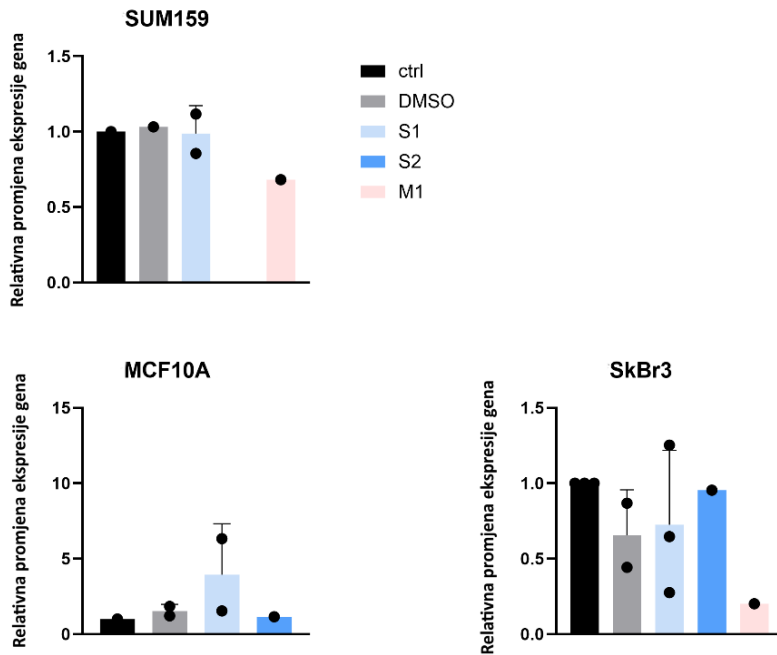 SUM159
Relativna promjena ekspresije gena
1.5
1.0
0.5
0.0
ctrl
DMSO
S1
S2
M1
MCF10A
Relativna promjena ekspresije gena
15
10
5
0
SkBr3
Relativna promjena ekspresije gena
1.5
1.0
0.5
0.0